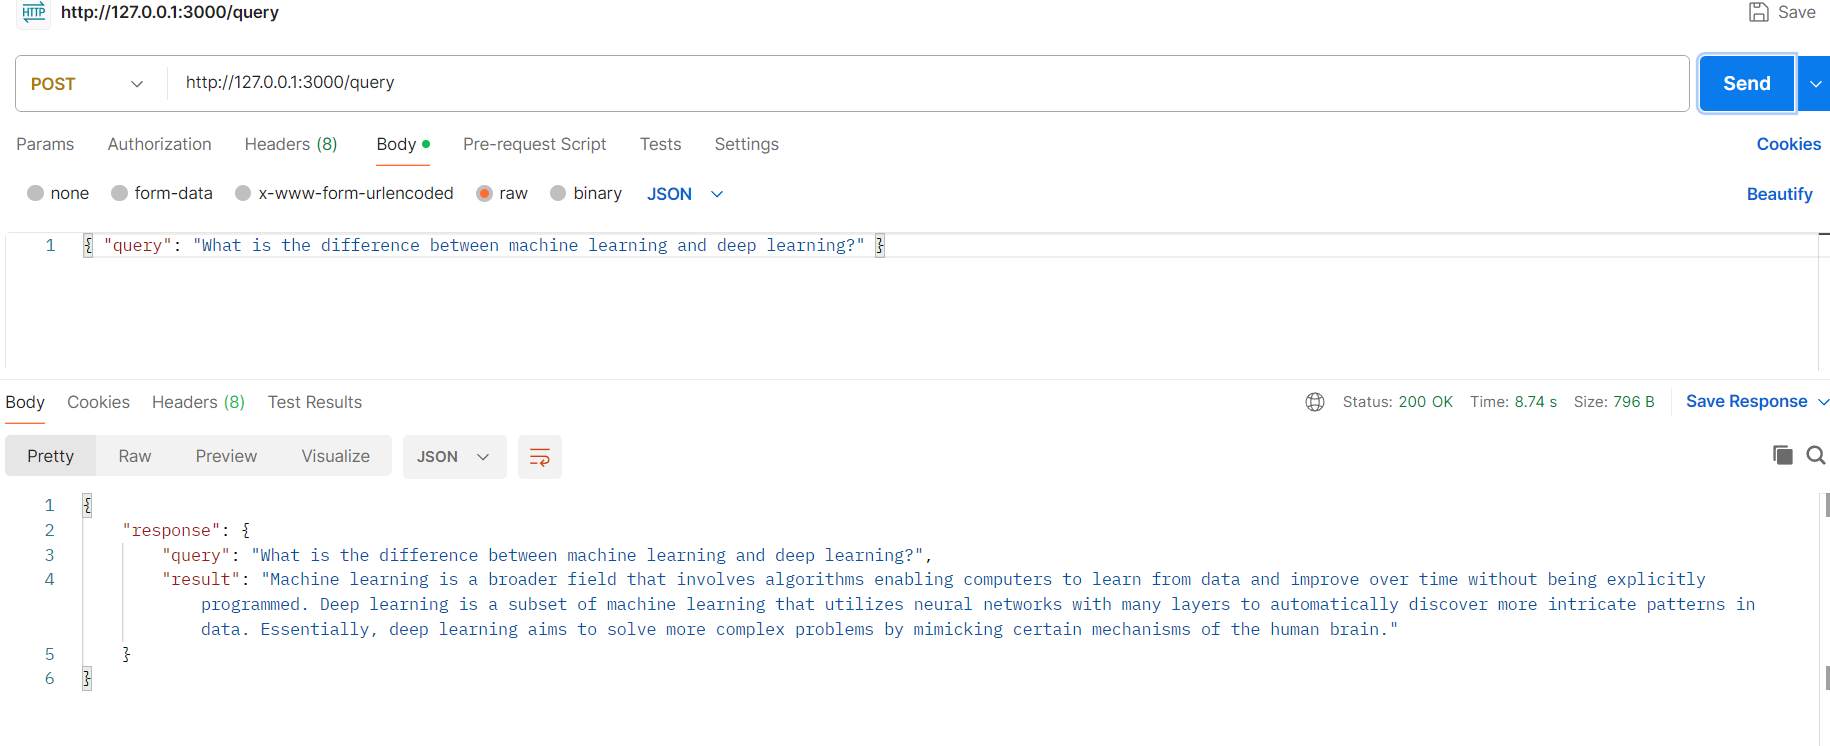 HTTP http://127.0.0.1:3000/query Save
POST http://127.0.0.1:3000/query Send
Params Authorization Headers (8) Body Pre-request Script Tests Settings Cookies
none form-data x-www-form-urlencoded raw binary JSON Beautify
1 { "query": "What is the difference between machine learning and deep learning?" }
Body Cookies Headers (8) Test Results Status: 200 OK Time: 8.74 s Size: 796 B Save Response
Pretty Raw Preview Visualize JSON
1 {
2 "response": {
3 "query": "What is the difference between machine learning and deep learning?",
4 "result": "Machine learning is a broader field that involves algorithms enabling computers to learn from data and improve over time without being explicitly
programmed. Deep learning is a subset of machine learning that utilizes neural networks with many layers to automatically discover more intricate patterns in
data. Essentially, deep learning aims to solve more complex problems by mimicking certain mechanisms of the human brain."
5 }
6 }